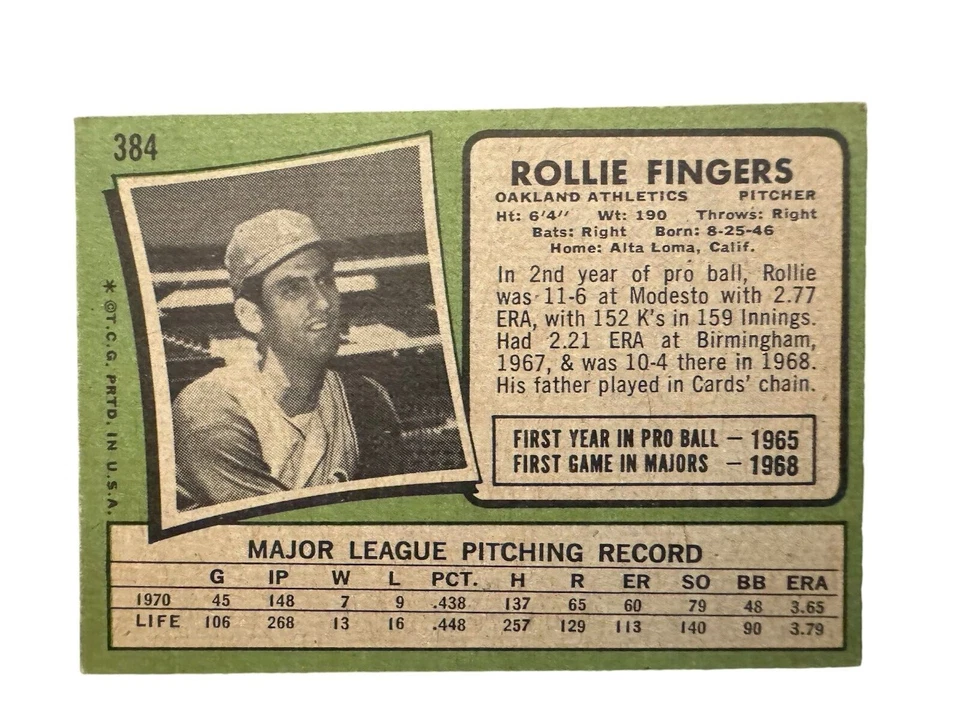 384
ROLLIE FINGERS
OAKLAND ATHLETICS PITCHER
Ht: 6'4" Wt: 190 Throws: Right
Bats: Right Born: 8-25-46
Home: Alta Loma, Calif.
In 2nd year of pro ball, Rollie
was 11-6 at Modesto with 2.77
ERA, with 152 K's in 159 Innings.
Had 2.21 ERA at Birmingham,
1967, & was 10-4 there in 1968.
His father played in Cards' chain.
FIRST YEAR IN PRO BALL — 1965
FIRST GAME IN MAJORS — 1968
* ©T.C.G. PRTD. IN U.S.A.
MAJOR LEAGUE PITCHING RECORD
G IP W L PCT. H R ER SO BB ERA
1970 45 148 7 9 .438 137 65 60 79 48 3.65
LIFE 106 268 13 16 .448 257 129 113 140 90 3.79